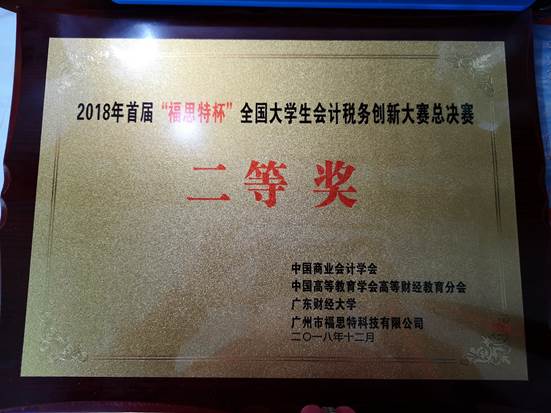 2018年首届“福思特杯”全国大学生会计税务创新大赛总决赛
二等奖
中国商业会计学会
中国高等教育学会高等财经教育分会
广东财经大学
广州市福思特科技有限公司
二〇一八年十二月